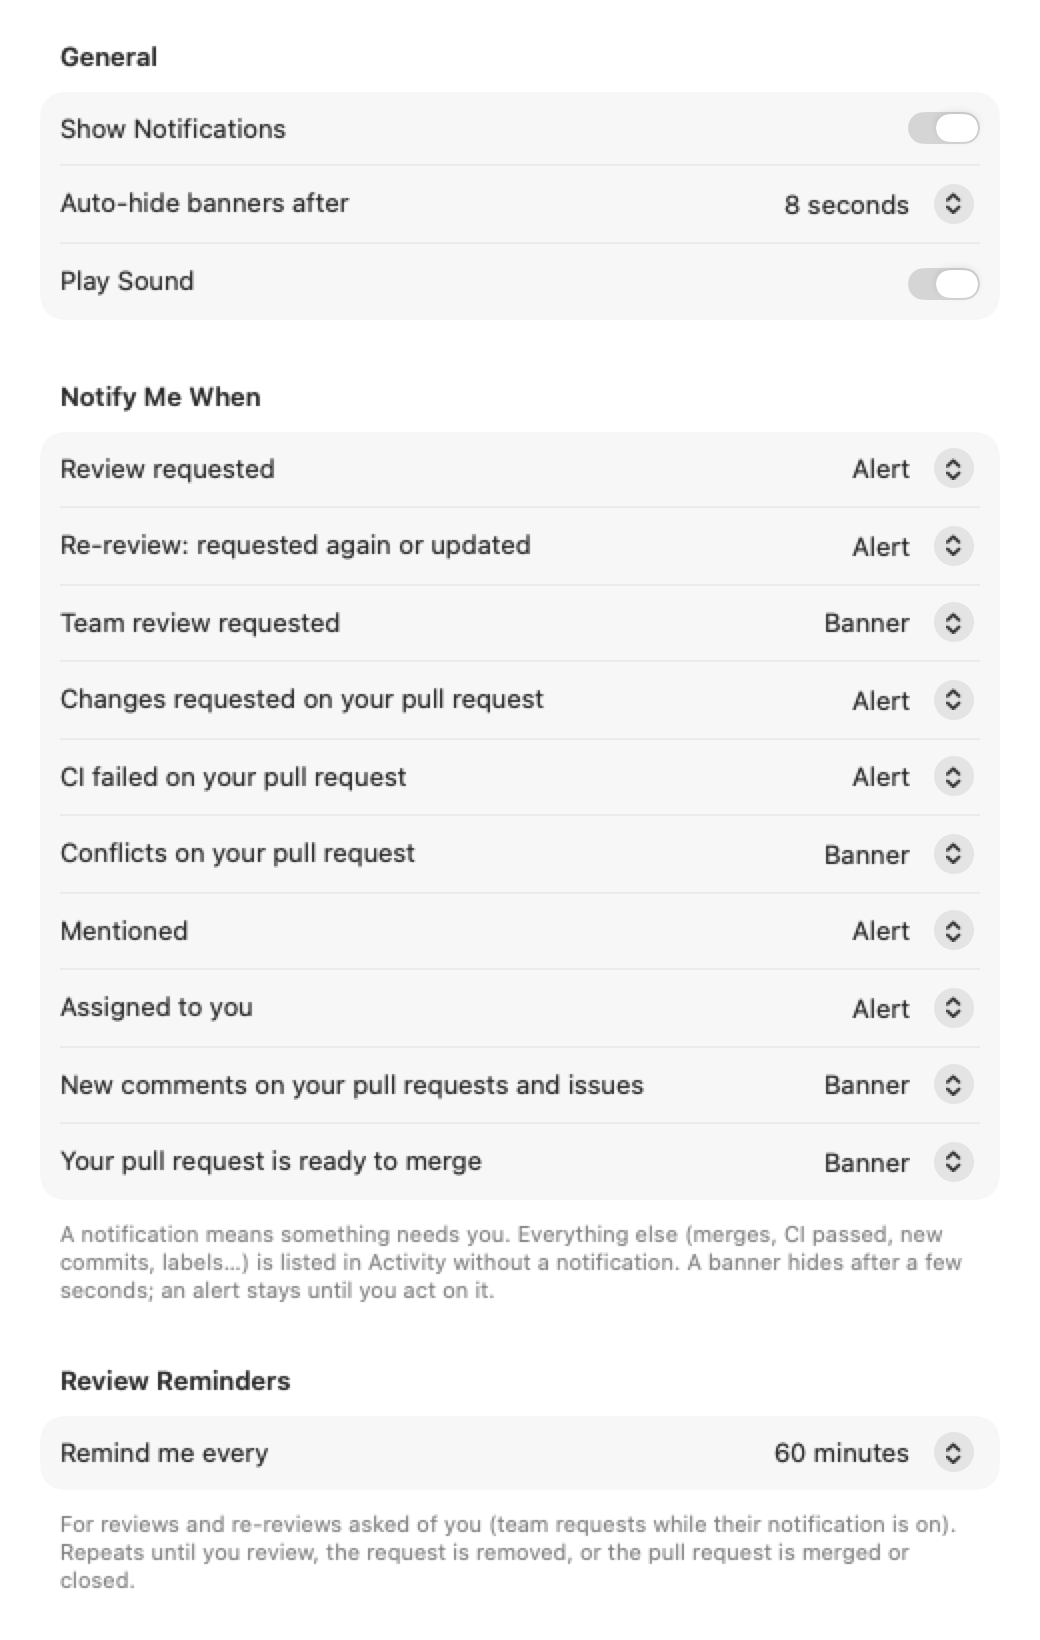 General
Show Notifications
Auto-hide banners after 8 seconds
Play Sound
Notify Me When
Review requested Alert
Re-review: requested again or updated Alert
Team review requested Banner
Changes requested on your pull request Alert
CI failed on your pull request Alert
Conflicts on your pull request Banner
Mentioned Alert
Assigned to you Alert
New comments on your pull requests and issues Banner
Your pull request is ready to merge Banner
A notification means something needs you. Everything else (merges, CI passed, new
commits, labels...) is listed in Activity without a notification. A banner hides after a few
seconds; an alert stays until you act on it.
Review Reminders
Remind me every 60 minutes
For reviews and re-reviews asked of you (team requests while their notification is on).
Repeats until you review, the request is removed, or the pull request is merged or
closed.